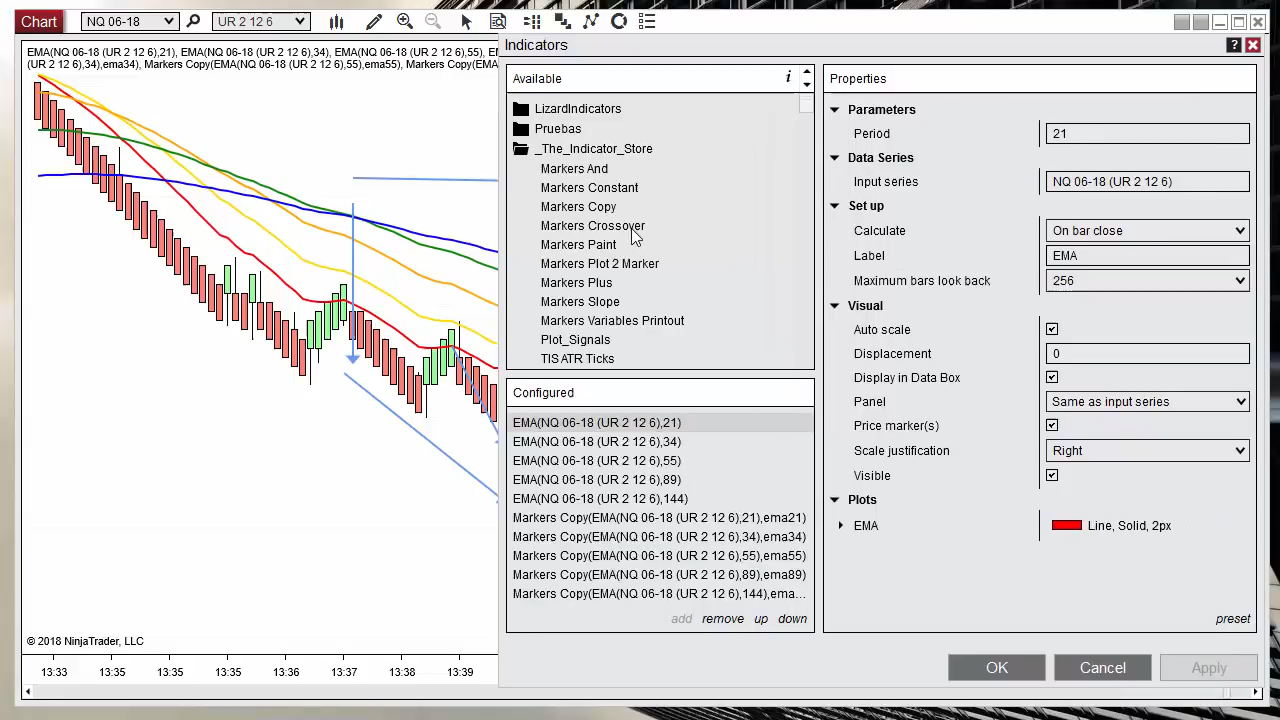 Chart NQ 06-18 UR 2 12 6
EMA(NQ 06-18 (UR 2 12 6),21), EMA(NQ 06-18 (UR 2 12 6),34), EMA(NQ 06-18 (UR 2 12 6),55),
(UR 2 12 6),34),ema34), Markers Copy(EMA(NQ 06-18 (UR 2 12 6),55),ema55), Markers Copy(EMA
© 2018 NinjaTrader, LLC
13:33 13:35 13:35 13:35 13:36 13:37 13:38 13:39
Indicators
?
Available
i
LizardIndicators
Pruebas
_The_Indicator_Store
Markers And
Markers Constant
Markers Copy
Markers Crossover
Markers Paint
Markers Plot 2 Marker
Markers Plus
Markers Slope
Markers Variables Printout
Plot_Signals
TIS ATR Ticks
Configured
EMA(NQ 06-18 (UR 2 12 6),21)
EMA(NQ 06-18 (UR 2 12 6),34)
EMA(NQ 06-18 (UR 2 12 6),55)
EMA(NQ 06-18 (UR 2 12 6),89)
EMA(NQ 06-18 (UR 2 12 6),144)
Markers Copy(EMA(NQ 06-18 (UR 2 12 6),21),ema21)
Markers Copy(EMA(NQ 06-18 (UR 2 12 6),34),ema34)
Markers Copy(EMA(NQ 06-18 (UR 2 12 6),55),ema55)
Markers Copy(EMA(NQ 06-18 (UR 2 12 6),89),ema89)
Markers Copy(EMA(NQ 06-18 (UR 2 12 6),144),ema...
add remove up down
Properties
Parameters
Period 21
Data Series
Input series NQ 06-18 (UR 2 12 6)
Set up
Calculate On bar close
Label EMA
Maximum bars look back 256
Visual
Auto scale
Displacement 0
Display in Data Box
Panel Same as input series
Price marker(s)
Scale justification Right
Visible
Plots
EMA Line, Solid, 2px
preset
OK Cancel Apply